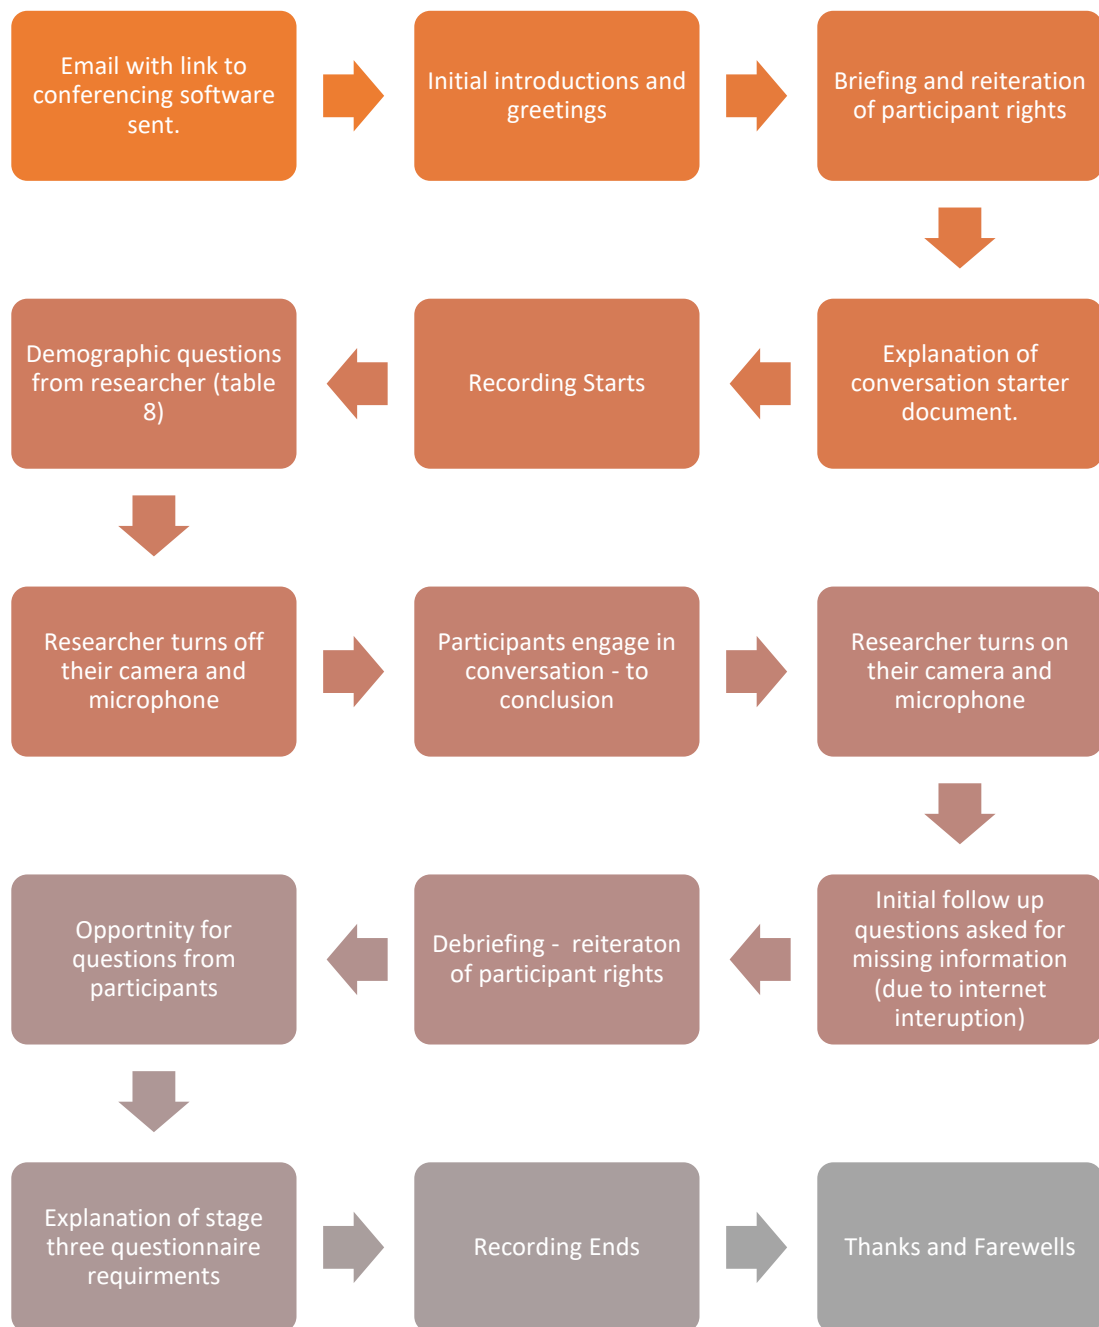 Email with link to
conferencing software
sent.
Initial introductions and
greetings
Briefing and reiteration
of participant rights
Explanation of
conversation starter
document.
Recording Starts
Demographic questions
from researcher (table
8)
Researcher turns off
their camera and
microphone
Participants engage in
conversation - to
conclusion
Researcher turns on
their camera and
microphone
Initial follow up
questions asked for
missing information
(due to internet
interuption)
Debriefing -  reiteraton
of participant rights
Opportnity for
questions from
participants
Explanation of stage
three questionnaire
requirments
Recording Ends
Thanks and Farewells